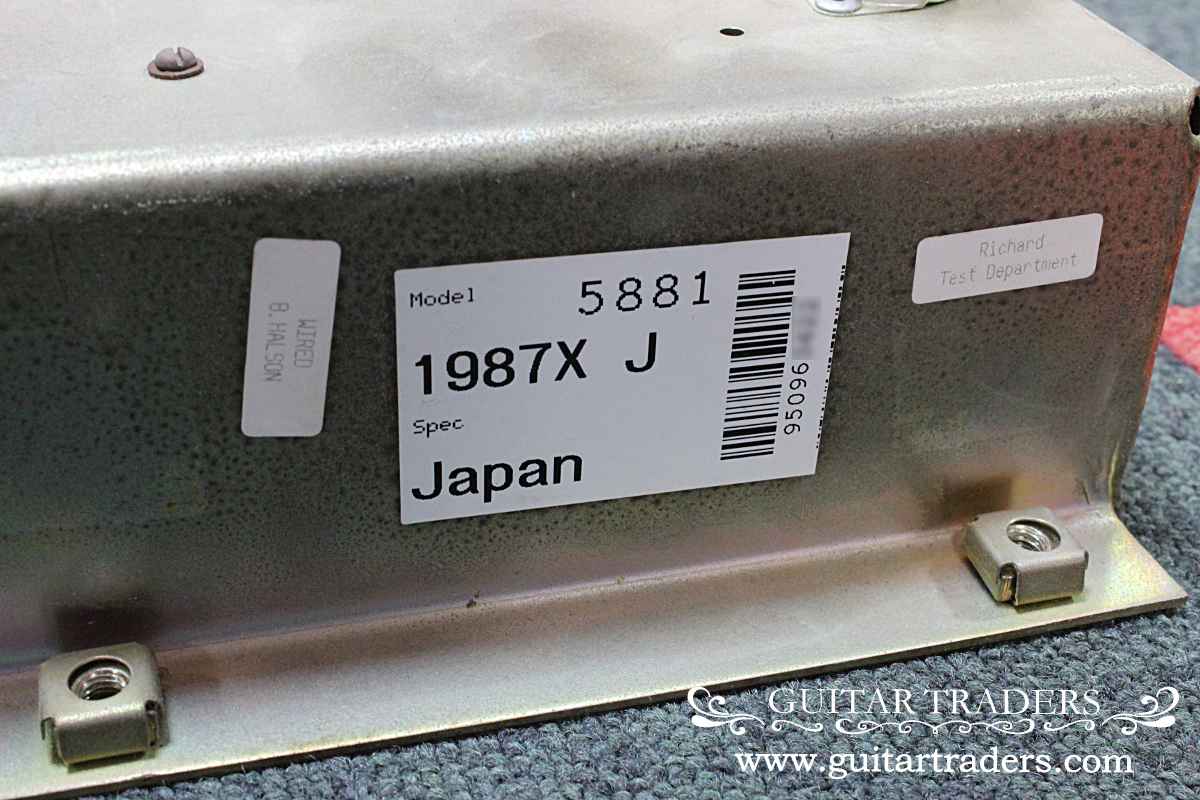 WIRED
B. HALSON
Model
5881
1987X J
Spec
Japan
95096
Richard
Test Department
GUITAR TRADERS
www.guitartraders.com